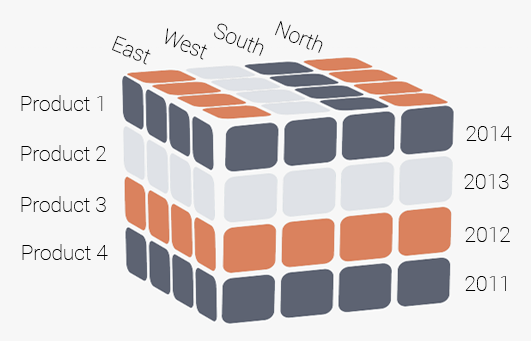 East
West
South
North
Product 1
Product 2
Product 3
Product 4
2014
2013
2012
2011